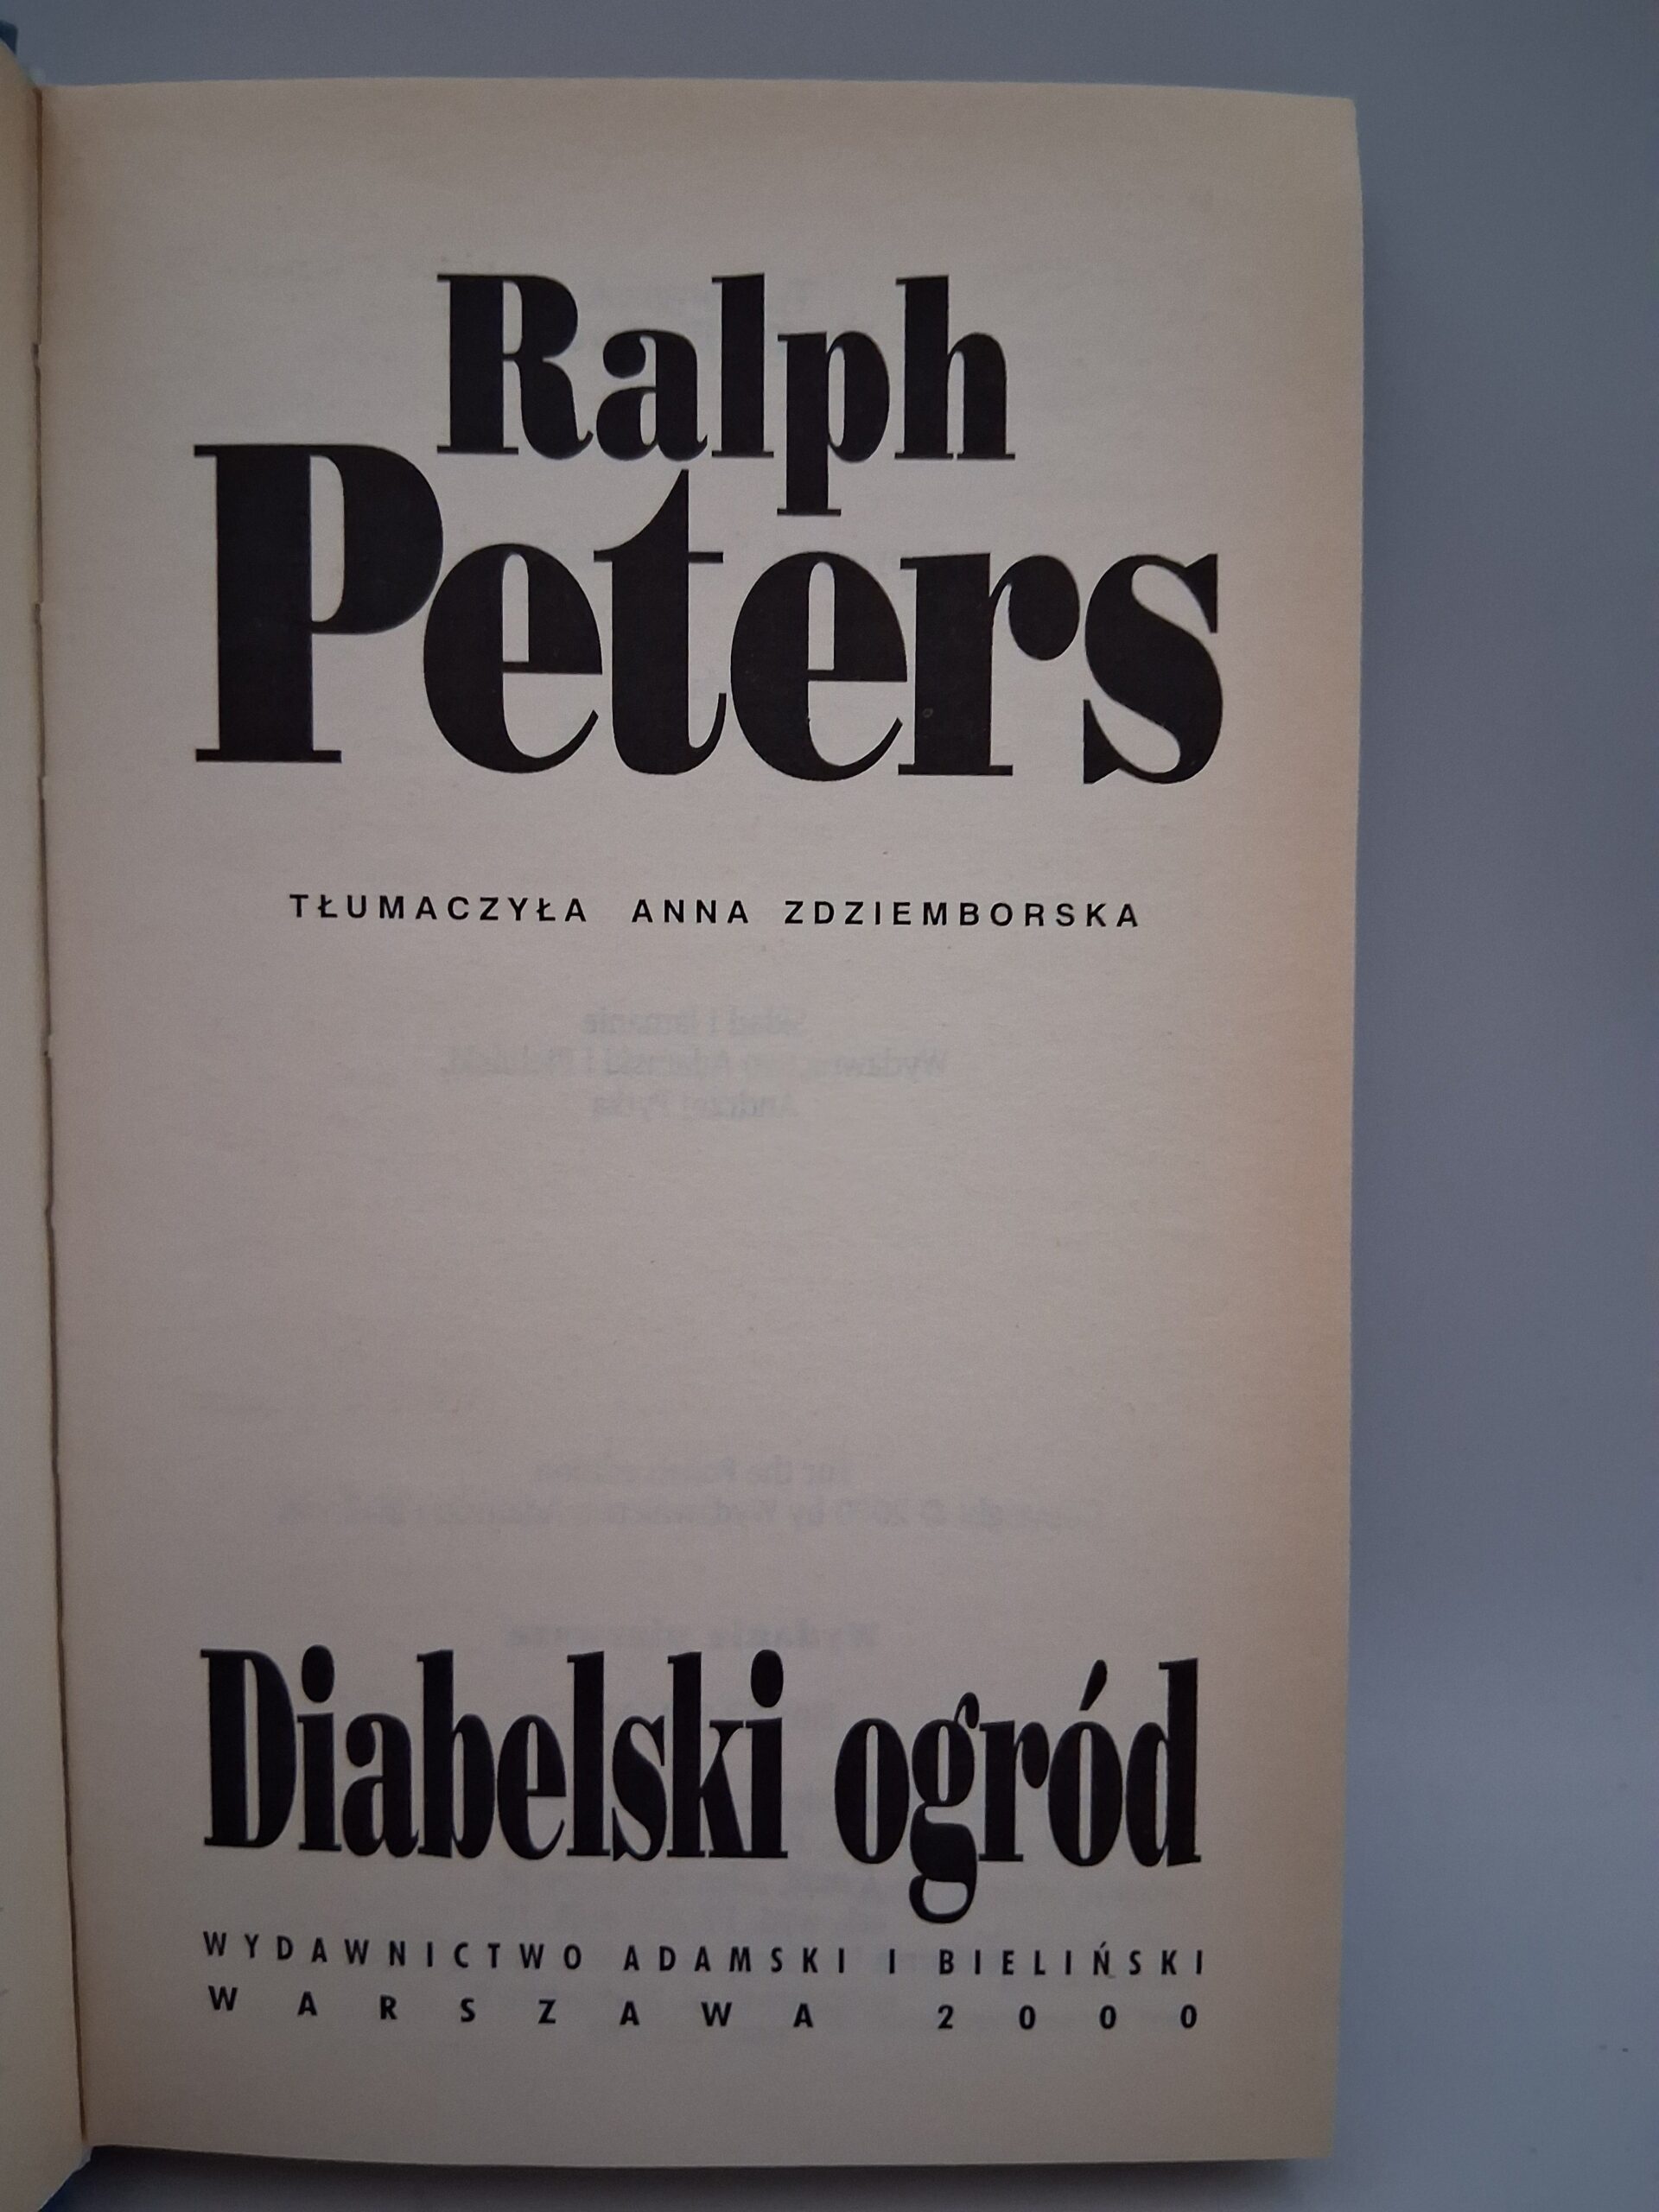 Ralph
Peters
TŁUMACZYŁA ANNA ZDZIEMBORSKA
Diabelski ogród
WYDAWNICTWO ADAMSKI I BIELIŃSKI
WARSZAWA 2000